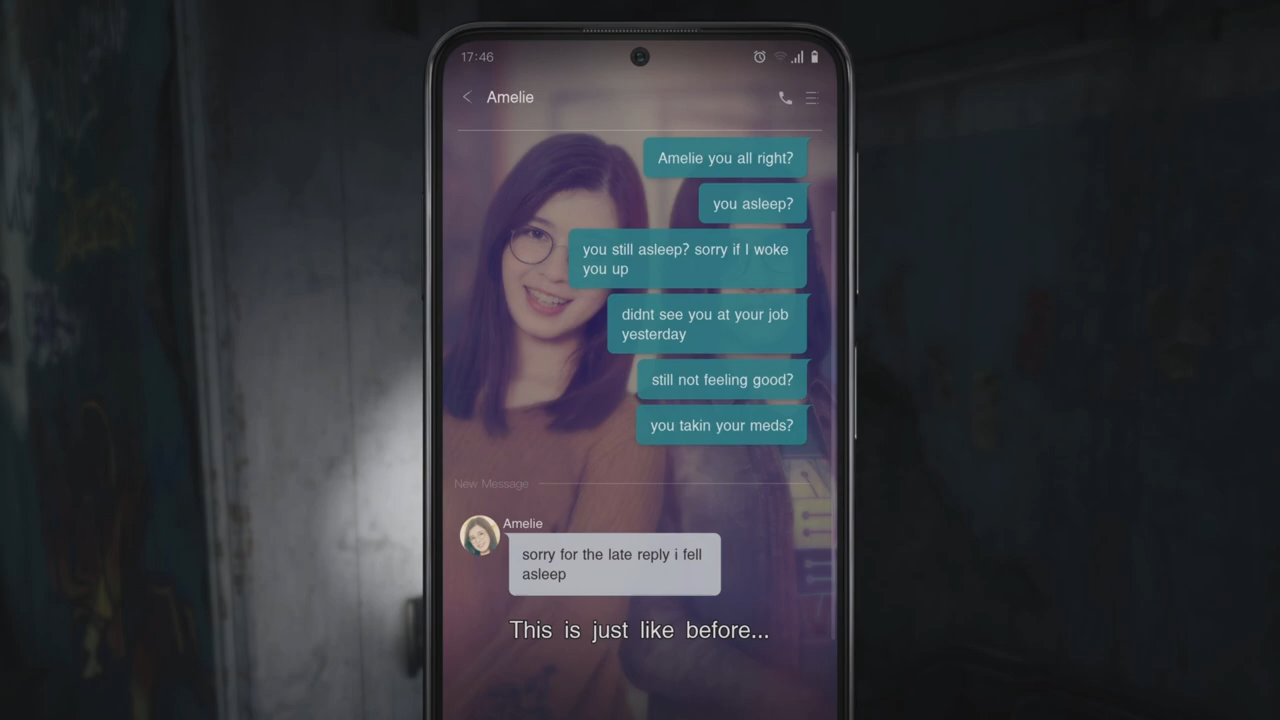 17:46
Amelie
Amelie you all right?
you asleep?
you still asleep? sorry if I woke
you up
didnt see you at your job
yesterday
still not feeling good?
you takin your meds?
New Message
Amelie
sorry for the late reply i fell
asleep
This is just like before...